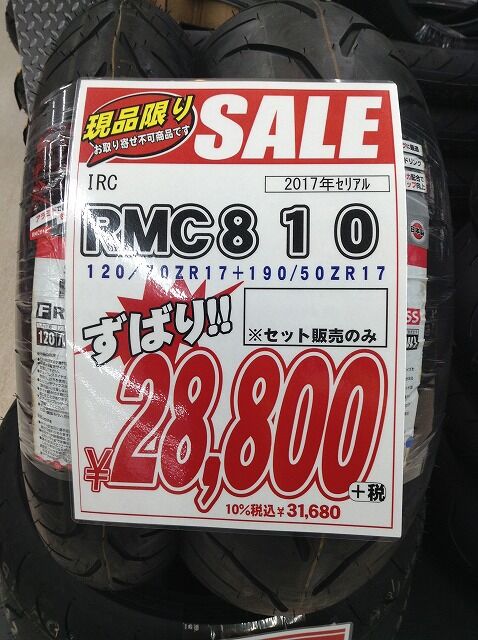 現品限り
お取り寄せ不可商品です
SALE
IRC
2017年セリアル
RMC810
120/70ZR17+190/50ZR17
ずばり!!
※セット販売のみ
¥28,800
+税
10%税込¥31,680